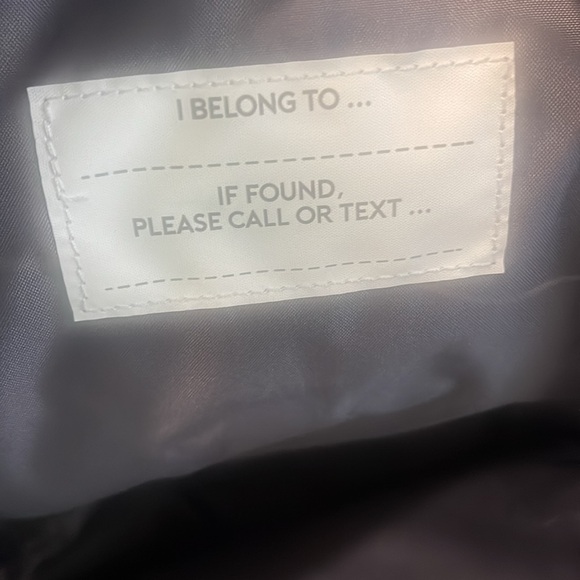 I BELONG TO ...
IF FOUND,
PLEASE CALL OR TEXT ...